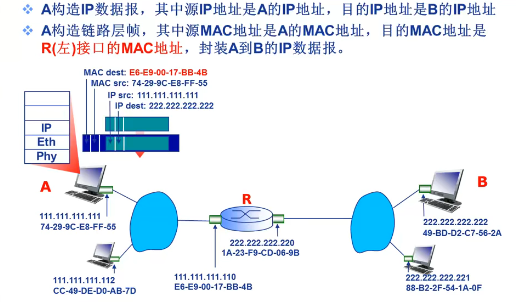 ❖ A构造IP数据报，其中源IP地址是A的IP地址，目的IP地址是B的IP地址
❖ A构造链路层帧，其中源MAC地址是A的MAC地址，目的MAC地址是
R(左)接口的MAC地址，封装A到B的IP数据报。
MAC dest: E6-E9-00-17-BB-4B
MAC src: 74-29-9C-E8-FF-55
IP src: 111.111.111.111
IP dest: 222.222.222.222
IP
Eth
Phy
A
R
B
111.111.111.111
74-29-9C-E8-FF-55
222.222.222.222
49-BD-D2-C7-56-2A
222.222.222.220
1A-23-F9-CD-06-9B
111.111.111.112
CC-49-DE-D0-AB-7D
111.111.111.110
E6-E9-00-17-BB-4B
222.222.222.221
88-B2-2F-54-1A-0F